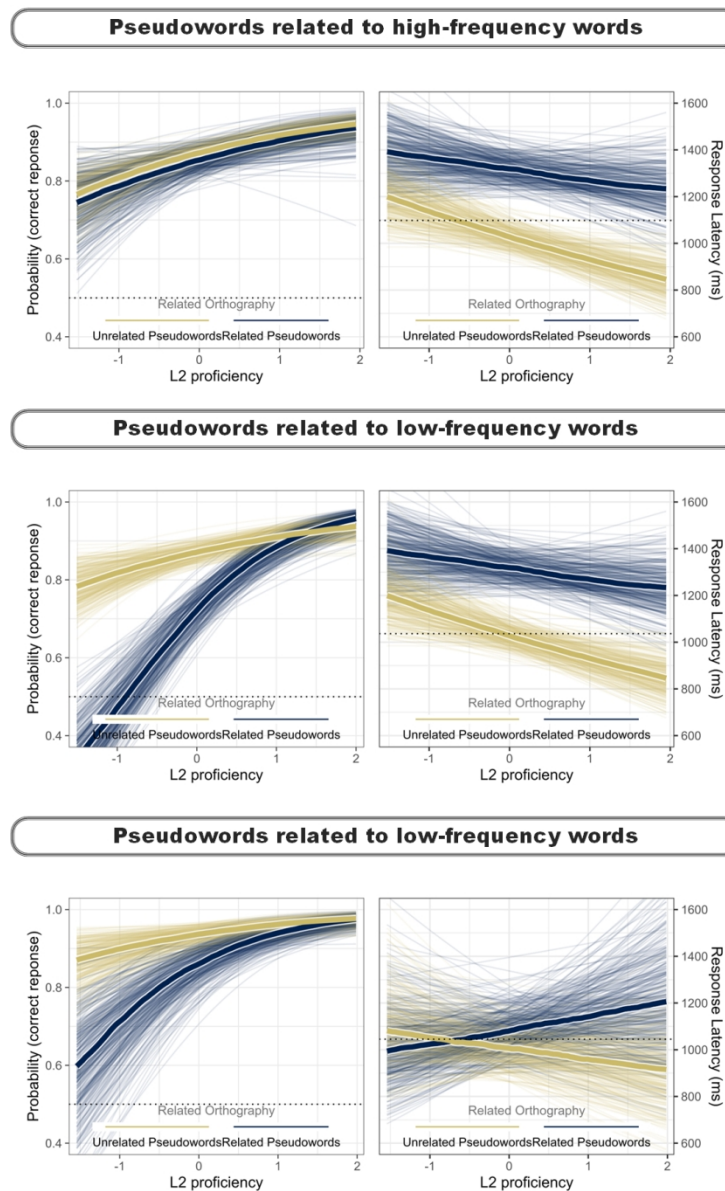 Pseudowords related to high-frequency words
Probability (correct reponse)
1.0
0.8
0.6
0.4
Related Orthography
Unrelated Pseudowords Related Pseudowords
-1 0 1 2
L2 proficiency
1600
1400
1200
1000
800
600
Response Latency (ms)
Related Orthography
Unrelated Pseudowords Related Pseudowords
-1 0 1 2
L2 proficiency
Pseudowords related to low-frequency words
Probability (correct reponse)
1.0
0.8
0.6
0.4
Related Orthography
Unrelated Pseudowords Related Pseudowords
-1 0 1 2
L2 proficiency
1600
1400
1200
1000
800
600
Response Latency (ms)
Related Orthography
Unrelated Pseudowords Related Pseudowords
-1 0 1 2
L2 proficiency
Pseudowords related to low-frequency words
Probability (correct reponse)
1.0
0.8
0.6
0.4
Related Orthography
Unrelated Pseudowords Related Pseudowords
-1 0 1 2
L2 proficiency
1600
1400
1200
1000
800
600
Response Latency (ms)
Related Orthography
Unrelated Pseudowords Related Pseudowords
-1 0 1 2
L2 proficiency